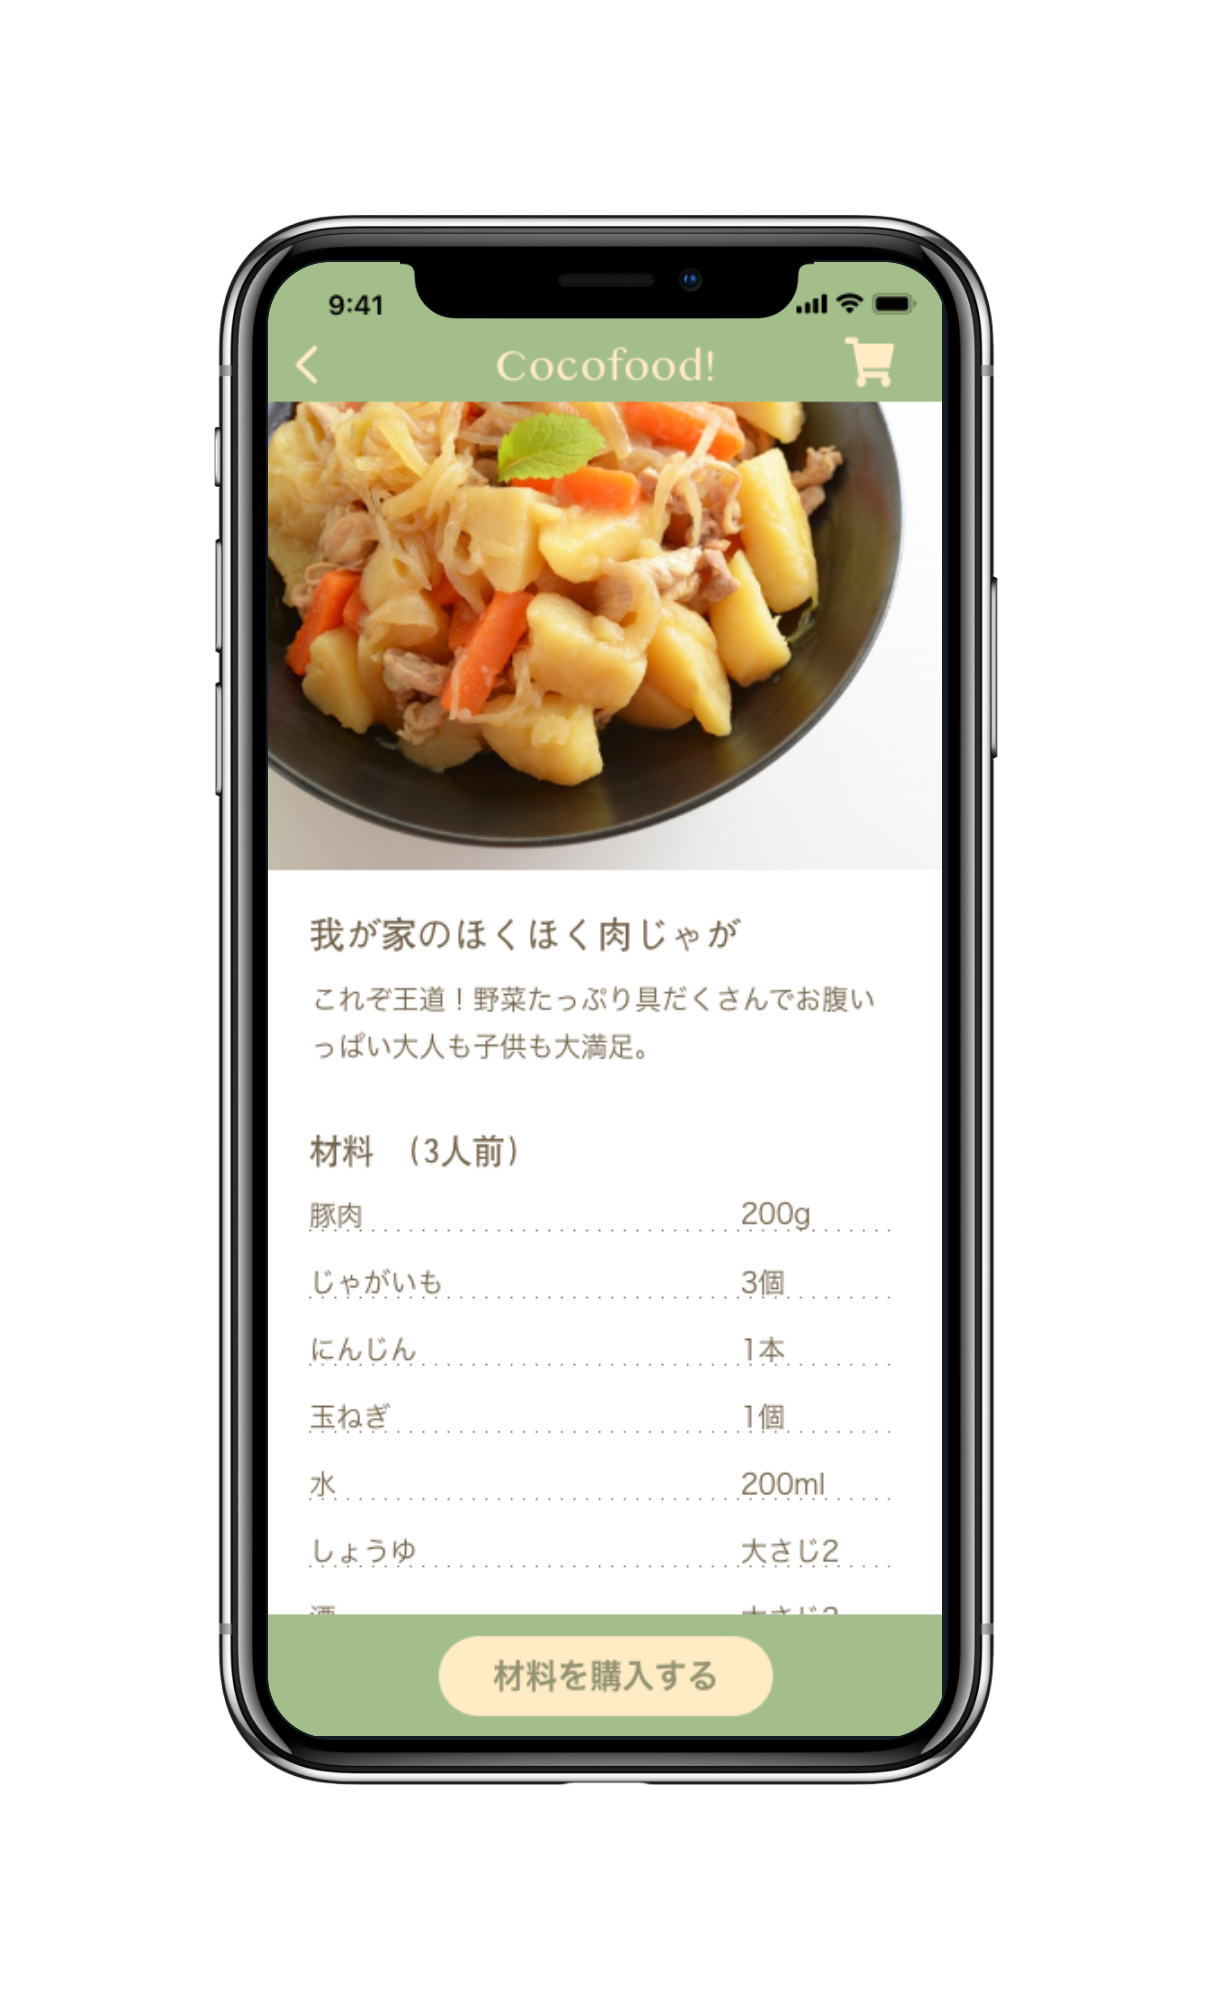 9:41
Cocofood!
我が家のほくほく肉じゃが
これぞ王道！野菜たっぷり具だくさんでお腹い
っぱい大人も子供も大満足。
材料 （3人前）
豚肉 200g
じゃがいも 3個
にんじん 1本
玉ねぎ 1個
水 200ml
しょうゆ 大さじ2
材料を購入する